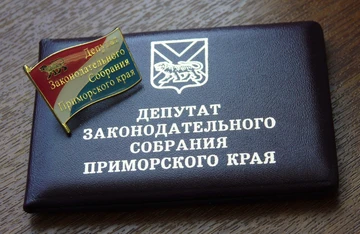 Депутат
Законодательного
Собрания
Приморского края
ДЕПУТАТ
ЗАКОНОДАТЕЛЬНОГО
СОБРАНИЯ
ПРИМОРСКОГО КРАЯ